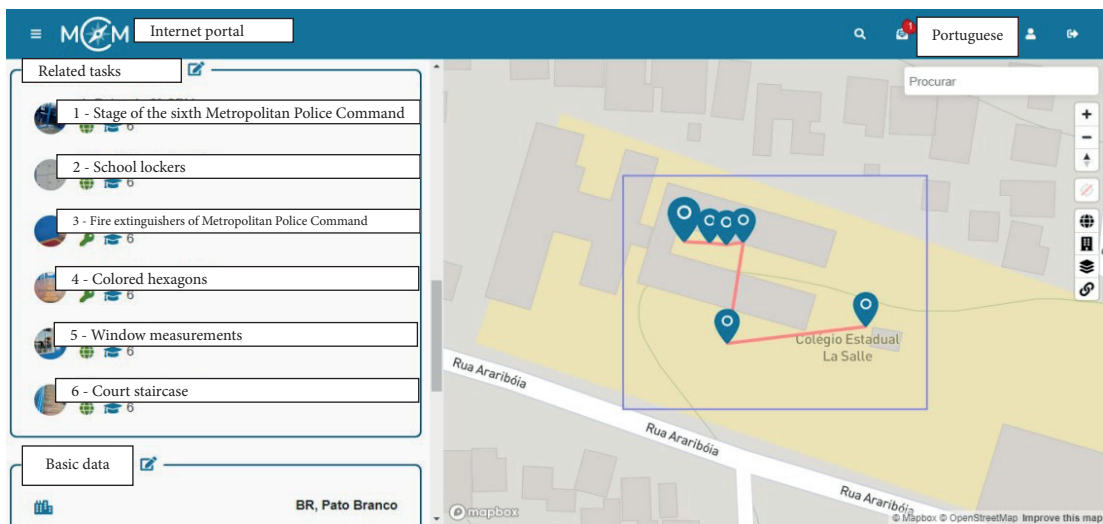 MCM
Internet portal
1
Portuguese
Related tasks
1 - Stage of the sixth Metropolitan Police Command
6
2 - School lockers
6
3 - Fire extinguishers of Metropolitan Police Command
6
4 - Colored hexagons
6
5 - Window measurements
6
6 - Court staircase
6
Basic data
BR, Pato Branco
Procurar
+
−
Colégio Estadual
La Salle
Rua Araribóia
Rua Araribóia
Rua Araribóia
mapbox
© Mapbox © OpenStreetMap Improve this map